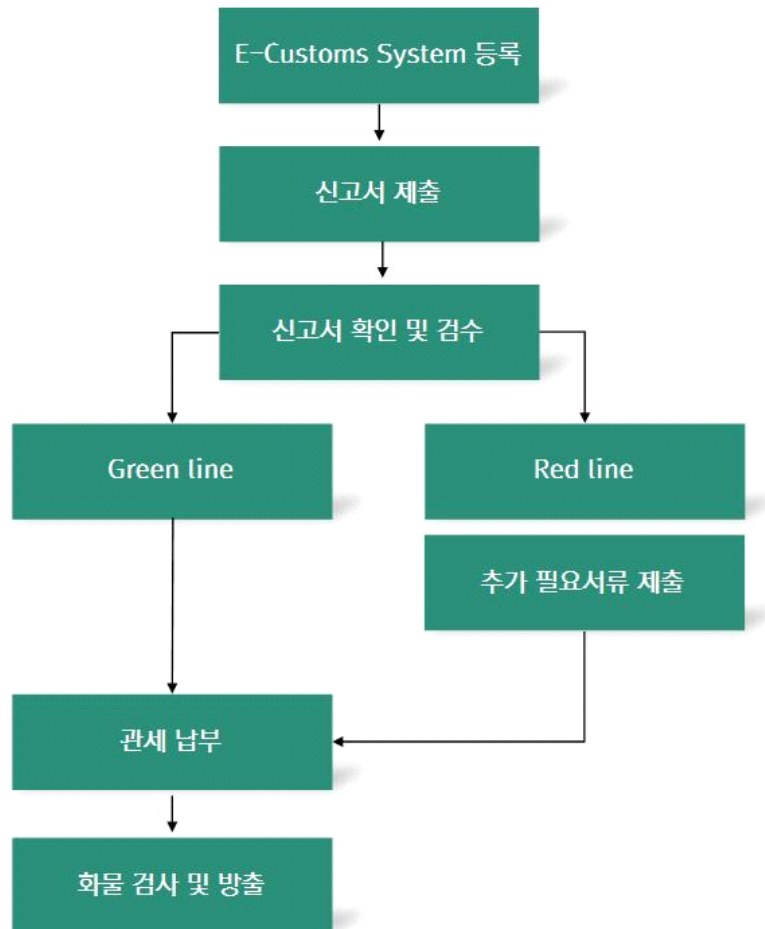 E-Customs System 등록
신고서 제출
신고서 확인 및 검수
Green line
Red line
추가 필요서류 제출
관세 납부
화물 검사 및 방출